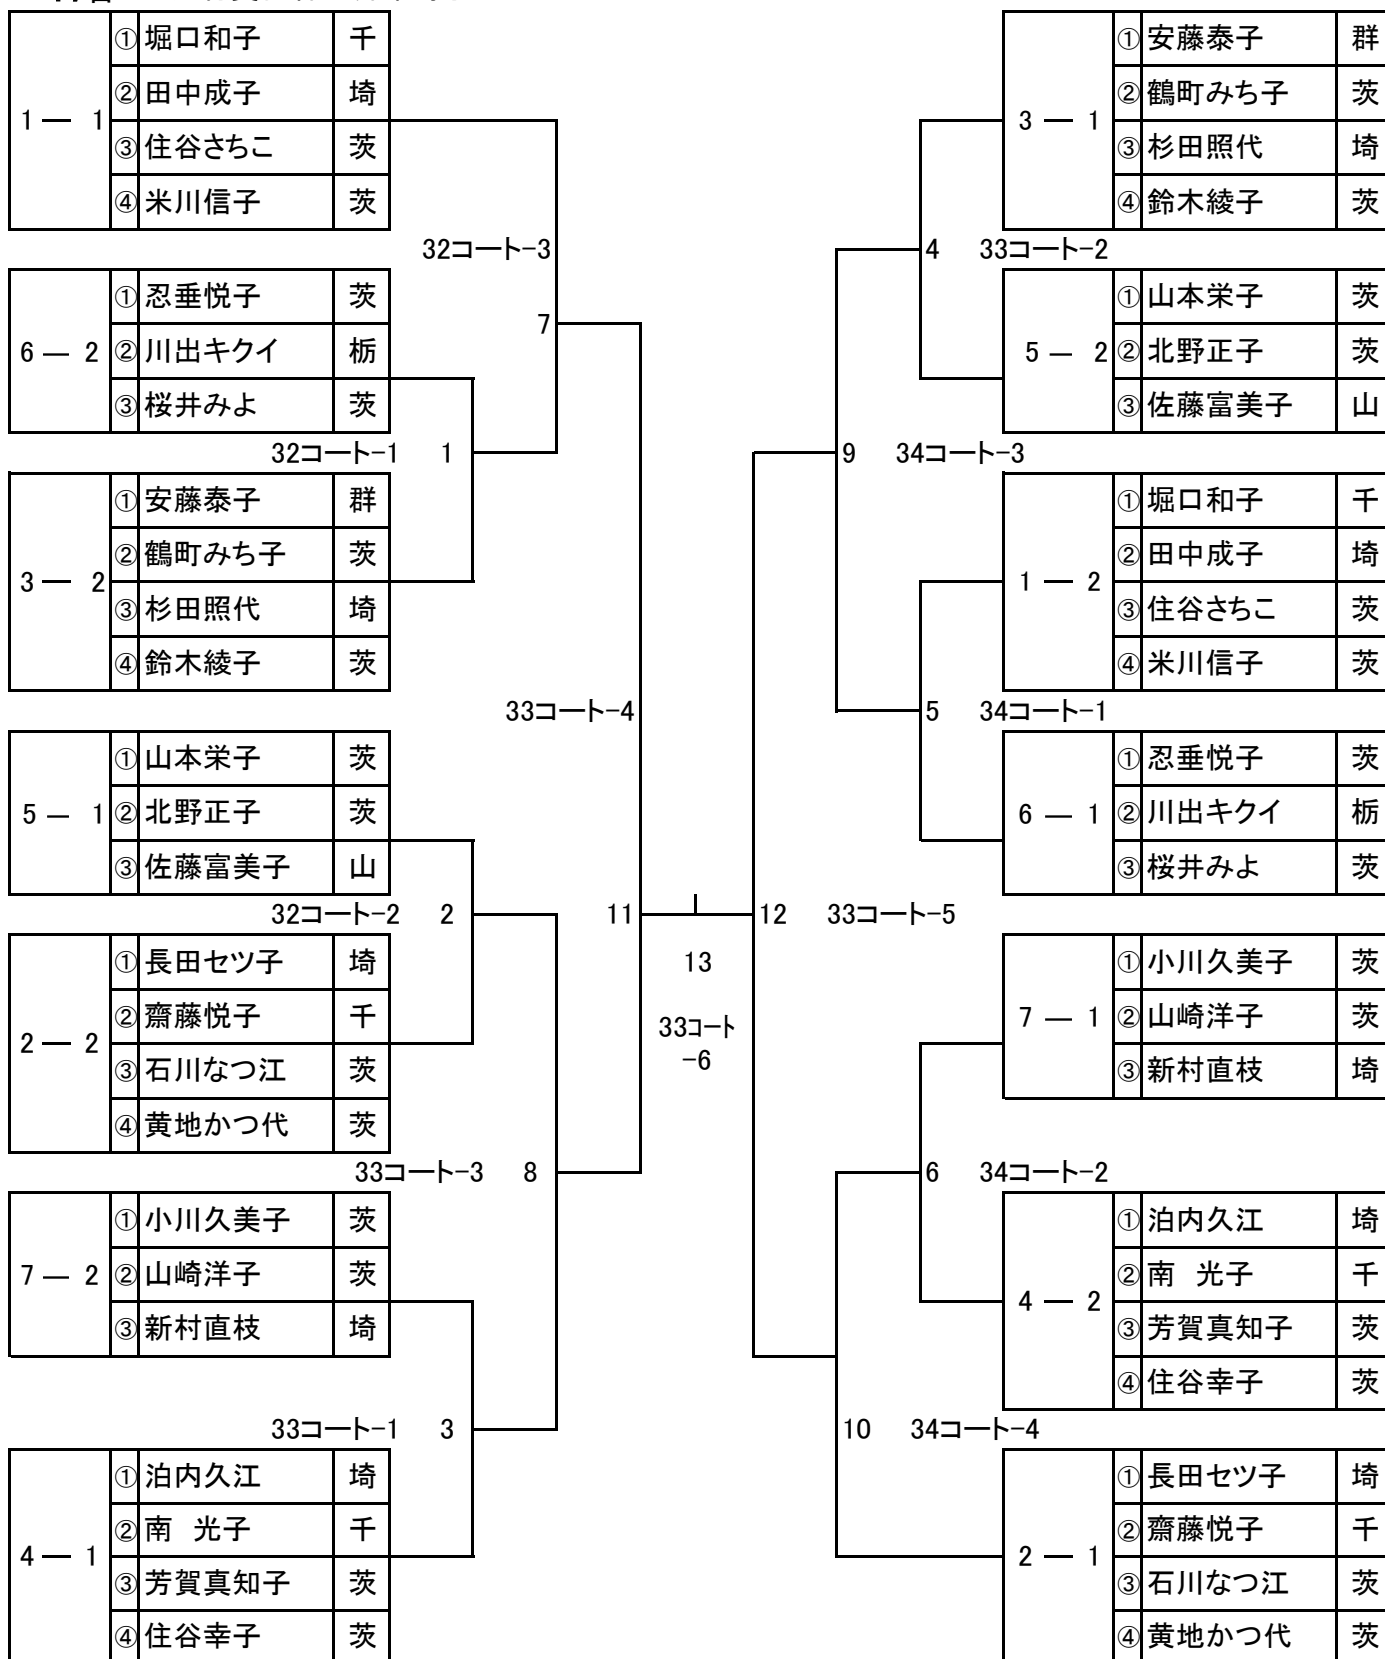 1 ― 1
① 堀口和子 千
② 田中成子 埼
③ 住谷さちこ 茨
④ 米川信子 茨
32コート-3
7
6 ― 2
① 忍垂悦子 茨
② 川出キクイ 栃
③ 桜井みよ 茨
32コート-1 1
3 ― 2
① 安藤泰子 群
② 鶴町みち子 茨
③ 杉田照代 埼
④ 鈴木綾子 茨
33コート-4
5 ― 1
① 山本栄子 茨
② 北野正子 茨
③ 佐藤富美子 山
32コート-2 2
11
2 ― 2
① 長田セツ子 埼
② 齋藤悦子 千
③ 石川なつ江 茨
④ 黄地かつ代 茨
33コート-3 8
7 ― 2
① 小川久美子 茨
② 山崎洋子 茨
③ 新村直枝 埼
33コート-1 3
4 ― 1
① 泊内久江 埼
② 南 光子 千
③ 芳賀真知子 茨
④ 住谷幸子 茨
13
33コート
-6
3 ― 1
① 安藤泰子 群
② 鶴町みち子 茨
③ 杉田照代 埼
④ 鈴木綾子 茨
4 33コート-2
5 ― 2
① 山本栄子 茨
② 北野正子 茨
③ 佐藤富美子 山
9 34コート-3
1 ― 2
① 堀口和子 千
② 田中成子 埼
③ 住谷さちこ 茨
④ 米川信子 茨
5 34コート-1
6 ― 1
① 忍垂悦子 茨
② 川出キクイ 栃
③ 桜井みよ 茨
12 33コート-5
7 ― 1
① 小川久美子 茨
② 山崎洋子 茨
③ 新村直枝 埼
6 34コート-2
4 ― 2
① 泊内久江 埼
② 南 光子 千
③ 芳賀真知子 茨
④ 住谷幸子 茨
10 34コート-4
2 ― 1
① 長田セツ子 埼
② 齋藤悦子 千
③ 石川なつ江 茨
④ 黄地かつ代 茨